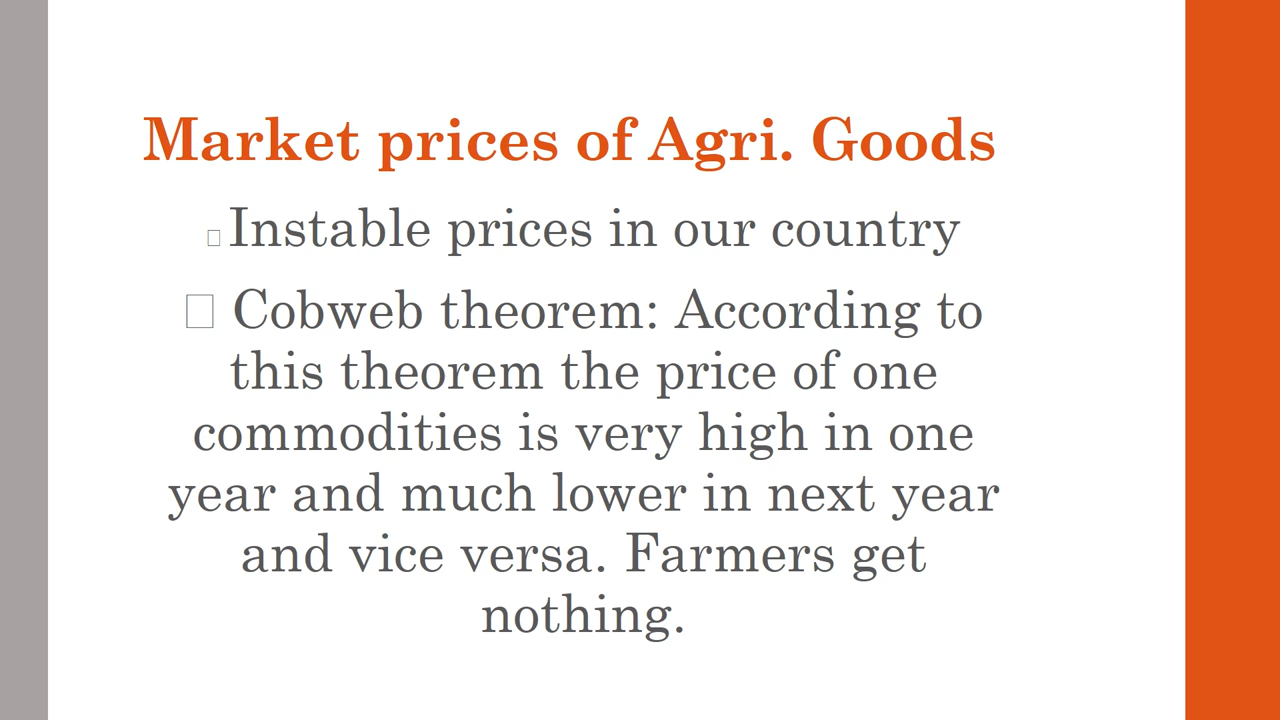 Market prices of Agri. Goods
Instable prices in our country
Cobweb theorem: According to
this theorem the price of one
commodities is very high in one
year and much lower in next year
and vice versa. Farmers get
nothing.